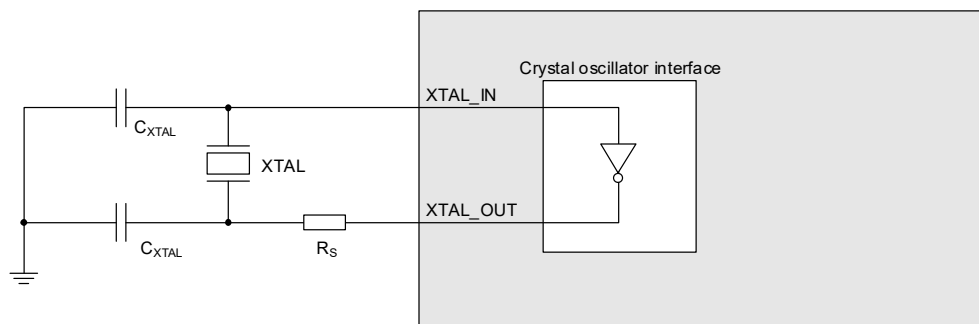 Crystal oscillator interface
XTAL_IN
CXTAL
XTAL
XTAL_OUT
CXTAL
RS